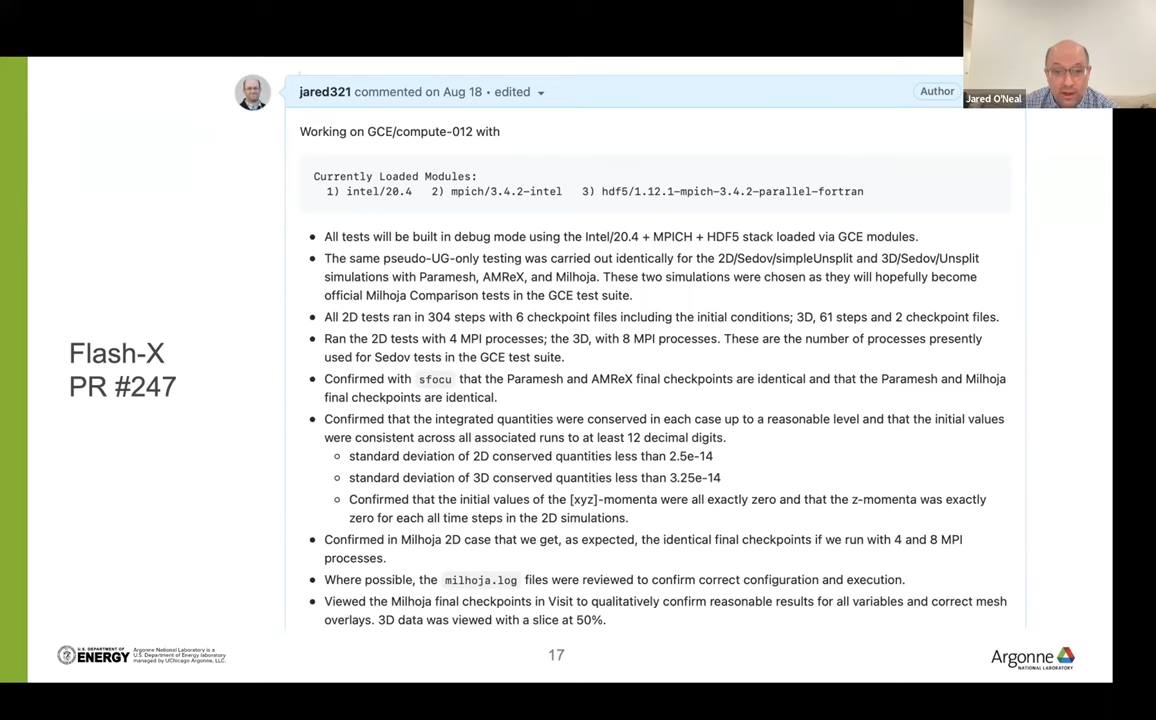 Jared O'Neal
jared321 commented on Aug 18 • edited
Author
Working on GCE/compute-012 with
Currently Loaded Modules:
1) intel/20.4 2) mpich/3.4.2-intel 3) hdf5/1.12.1-mpich-3.4.2-parallel-fortran
• All tests will be built in debug mode using the Intel/20.4 + MPICH + HDF5 stack loaded via GCE modules.
• The same pseudo-UG-only testing was carried out identically for the 2D/Sedov/simpleUnsplit and 3D/Sedov/Unsplit
simulations with Paramesh, AMReX, and Milhoja. These two simulations were chosen as they will hopefully become
official Milhoja Comparison tests in the GCE test suite.
• All 2D tests ran in 304 steps with 6 checkpoint files including the initial conditions; 3D, 61 steps and 2 checkpoint files.
• Ran the 2D tests with 4 MPI processes; the 3D, with 8 MPI processes. These are the number of processes presently
used for Sedov tests in the GCE test suite.
• Confirmed with sfocu that the Paramesh and AMReX final checkpoints are identical and that the Paramesh and Milhoja
final checkpoints are identical.
• Confirmed that the integrated quantities were conserved in each case up to a reasonable level and that the initial values
were consistent across all associated runs to at least 12 decimal digits.
◦ standard deviation of 2D conserved quantities less than 2.5e-14
◦ standard deviation of 3D conserved quantities less than 3.25e-14
◦ Confirmed that the initial values of the [xyz]-momenta were all exactly zero and that the z-momenta was exactly
zero for each all time steps in the 2D simulations.
• Confirmed in Milhoja 2D case that we get, as expected, the identical final checkpoints if we run with 4 and 8 MPI
processes.
• Where possible, the milhoja.log files were reviewed to confirm correct configuration and execution.
• Viewed the Milhoja final checkpoints in Visit to qualitatively confirm reasonable results for all variables and correct mesh
overlays. 3D data was viewed with a slice at 50%.
Flash-X
PR #247
U.S. DEPARTMENT OF
ENERGY
Argonne National Laboratory is a
U.S. Department of Energy laboratory
managed by UChicago Argonne, LLC.
17
Argonne
NATIONAL LABORATORY